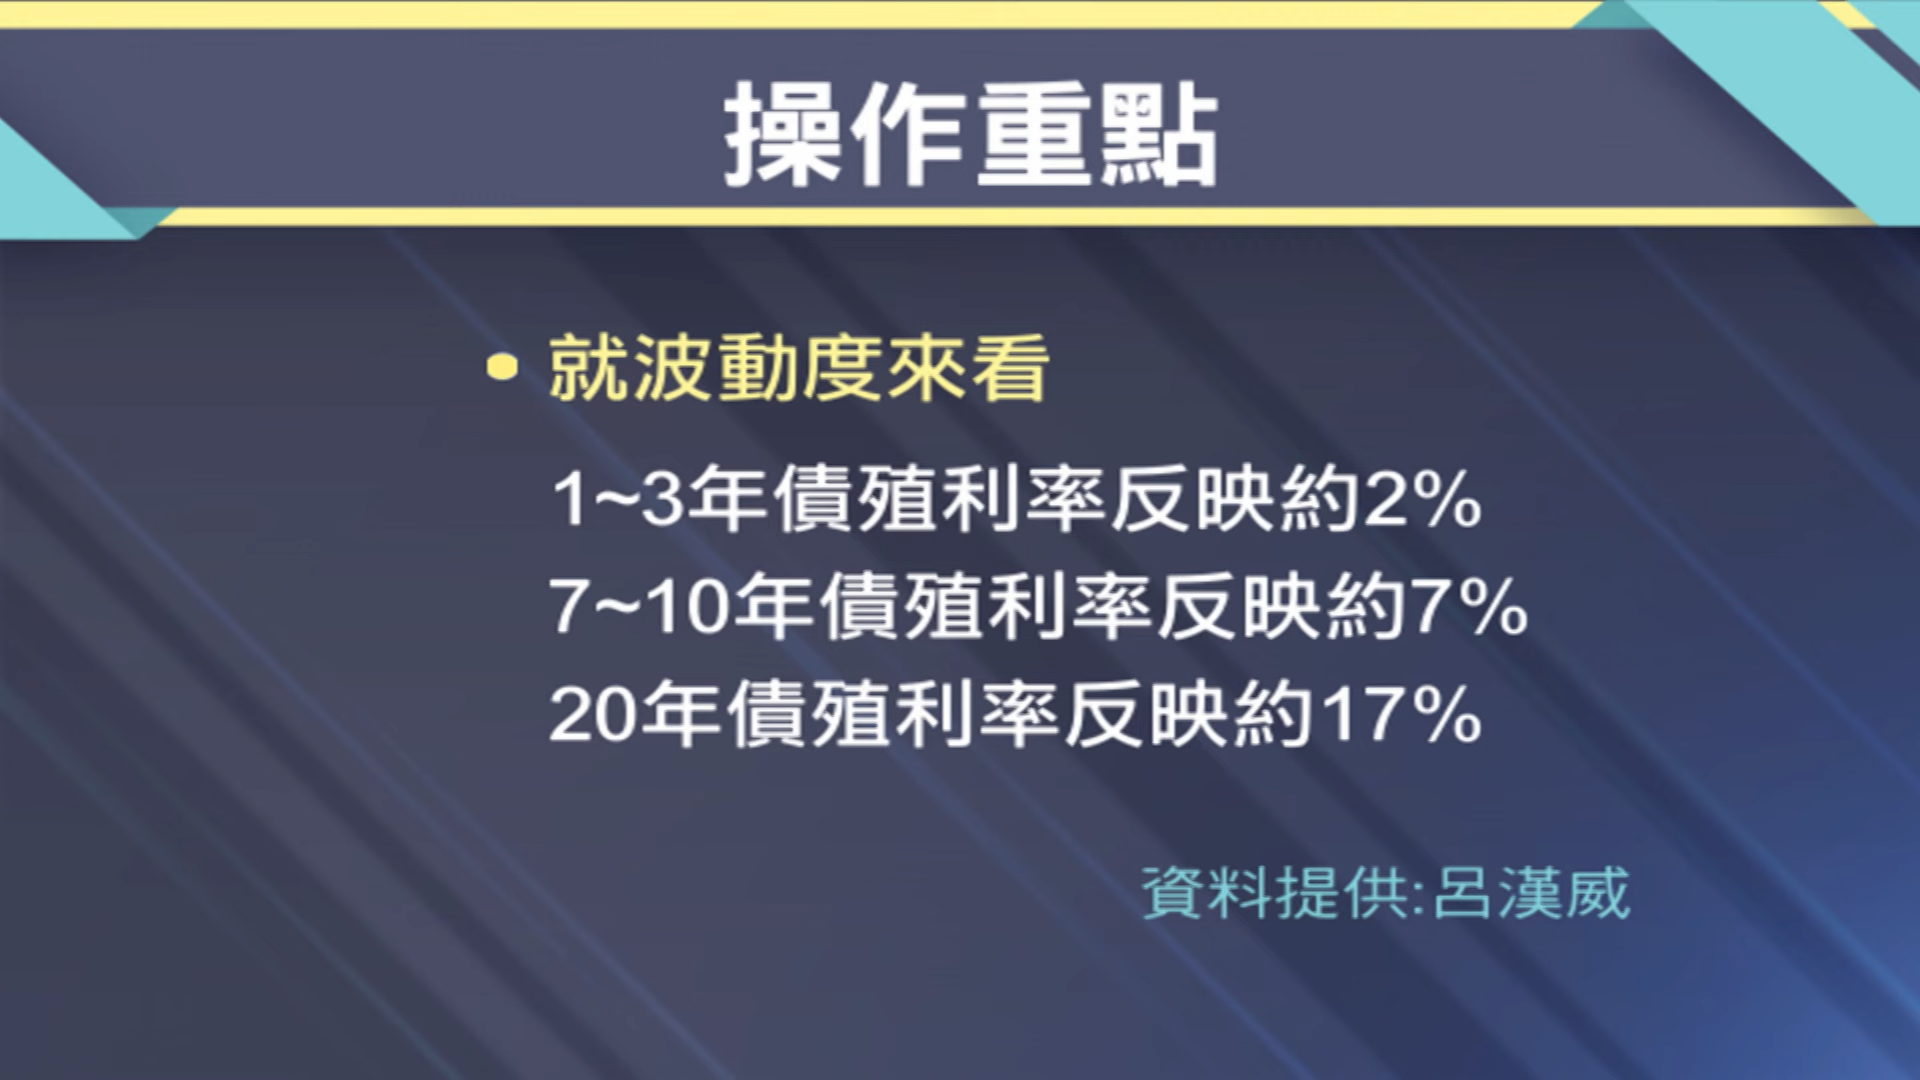 操作重點
• 就波動度來看
1~3年債殖利率反映約2%
7~10年債殖利率反映約7%
20年債殖利率反映約17%
資料提供:呂漢威